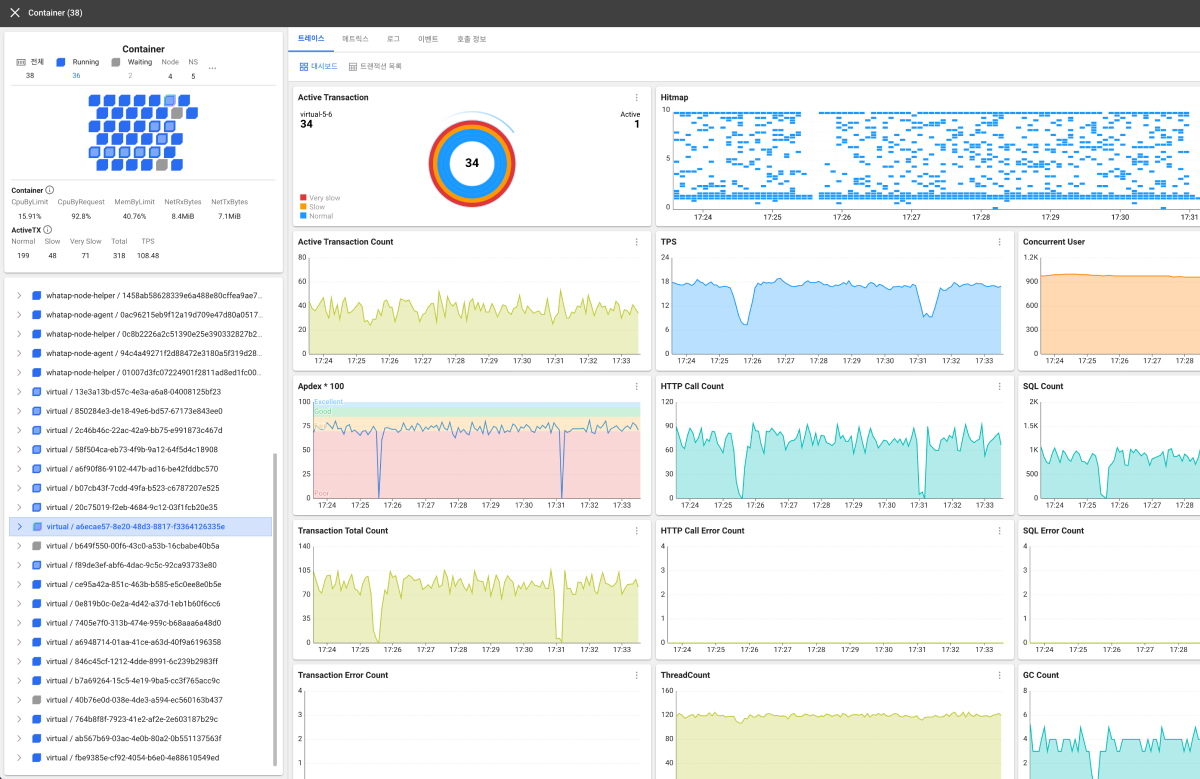 Container (38)
Container
전체 Running Waiting Node NS ...
38 36 2 4 5
Container
CpuByLimit CpuByRequest MemByLimit NetRxBytes NetTxBytes
15.91% 92.8% 40.76% 8.4MiB 7.1MiB
ActiveTX
Normal Slow Very Slow Total TPS
199 48 71 318 108.48
whatap-node-helper / 1458ab58628339e6a488e80cffea9ae7...
whatap-node-agent / 0ac96215eb9f12a19d709e47d80a0517...
whatap-node-helper / 0c8b2226a2c51390e25e390332827b2...
whatap-node-agent / 94c4a49271f2d88472e3180a5f319d28...
whatap-node-helper / 01007d3fc07224901f2811ad8ed1fc00...
virtual / 13e3a13b-d57c-4e3a-a6a8-04008125bf23
virtual / 850284e3-de18-49e6-bd57-67173e843ee0
virtual / 2c46b46c-22ac-42a9-bb75-e991873c467d
virtual / 58f504ca-eb73-4f9b-9a12-64f5d4c18908
virtual / a6f90f86-9102-447b-ad16-be42fddbc570
virtual / b07cb43f-7cdd-49fa-b523-c6787207e525
virtual / 20c75019-f2eb-4684-9c12-03f1fcb20e35
virtual / a6ecae57-8e20-48d3-8817-f3364126335e
virtual / b649f550-00f6-43c0-a53b-16cbabe40b5a
virtual / f89de3ef-abf6-4dac-9c5c-92ca93733e80
virtual / ce95a42a-851c-463b-b585-e5c0ee8e0b5e
virtual / 0e819b0c-0e2a-4d42-a37d-1eb1b60f6cc6
virtual / 7405e7f0-313b-474e-959c-b68aaa6a48d0
virtual / a6948714-01aa-41ce-a63d-40f9a6196358
virtual / 846c45cf-1212-4dde-8991-6c239b2983ff
virtual / b7a69264-15c5-4e19-9ba5-cc3f765acc9c
virtual / 40b76e0d-038e-4de3-a594-ec560163b437
virtual / 764b8f8f-7923-41e2-af2e-2e603187b29c
virtual / ab567b69-03ac-4e0b-80a2-0b551137563f
virtual / fbe9385e-cf92-4054-b6e0-4e88610549ed
트레이스 메트릭스 로그 이벤트 호출 정보
대시보드 트랜잭션 목록
Active Transaction
virtual-5-6
34
Active
1
34
Very slow
Slow
Normal
Hitmap
10
5
0
17:24 17:25 17:26 17:27 17:28 17:29 17:30 17:31
Active Transaction Count
80
60
40
20
0
17:24 17:25 17:26 17:27 17:28 17:29 17:30 17:31 17:32 17:33
TPS
24
18
12
6
0
17:24 17:25 17:26 17:27 17:28 17:29 17:30 17:31 17:32 17:33
Concurrent User
1.2K
900
600
300
0
17:24 17:25 17:26 17:27 17:28
Apdex * 100
100
75
50
25
0
Excellent
Good
Fair
Poor
17:24 17:25 17:26 17:27 17:28 17:29 17:30 17:31 17:32 17:33
HTTP Call Count
120
90
60
30
0
17:24 17:25 17:26 17:27 17:28 17:29 17:30 17:31 17:32 17:33
SQL Count
2K
1.5K
1K
500
0
17:24 17:25 17:26 17:27 17:28
Transaction Total Count
140
105
70
35
0
17:24 17:25 17:26 17:27 17:28 17:29 17:30 17:31 17:32 17:33
HTTP Call Error Count
4
3
2
1
0
17:24 17:25 17:26 17:27 17:28 17:29 17:30 17:31 17:32 17:33
SQL Error Count
4
3
2
1
0
17:24 17:25 17:26 17:27 17:28
Transaction Error Count
4
3
2
1
ThreadCount
160
120
80
40
GC Count
8
6
4
2